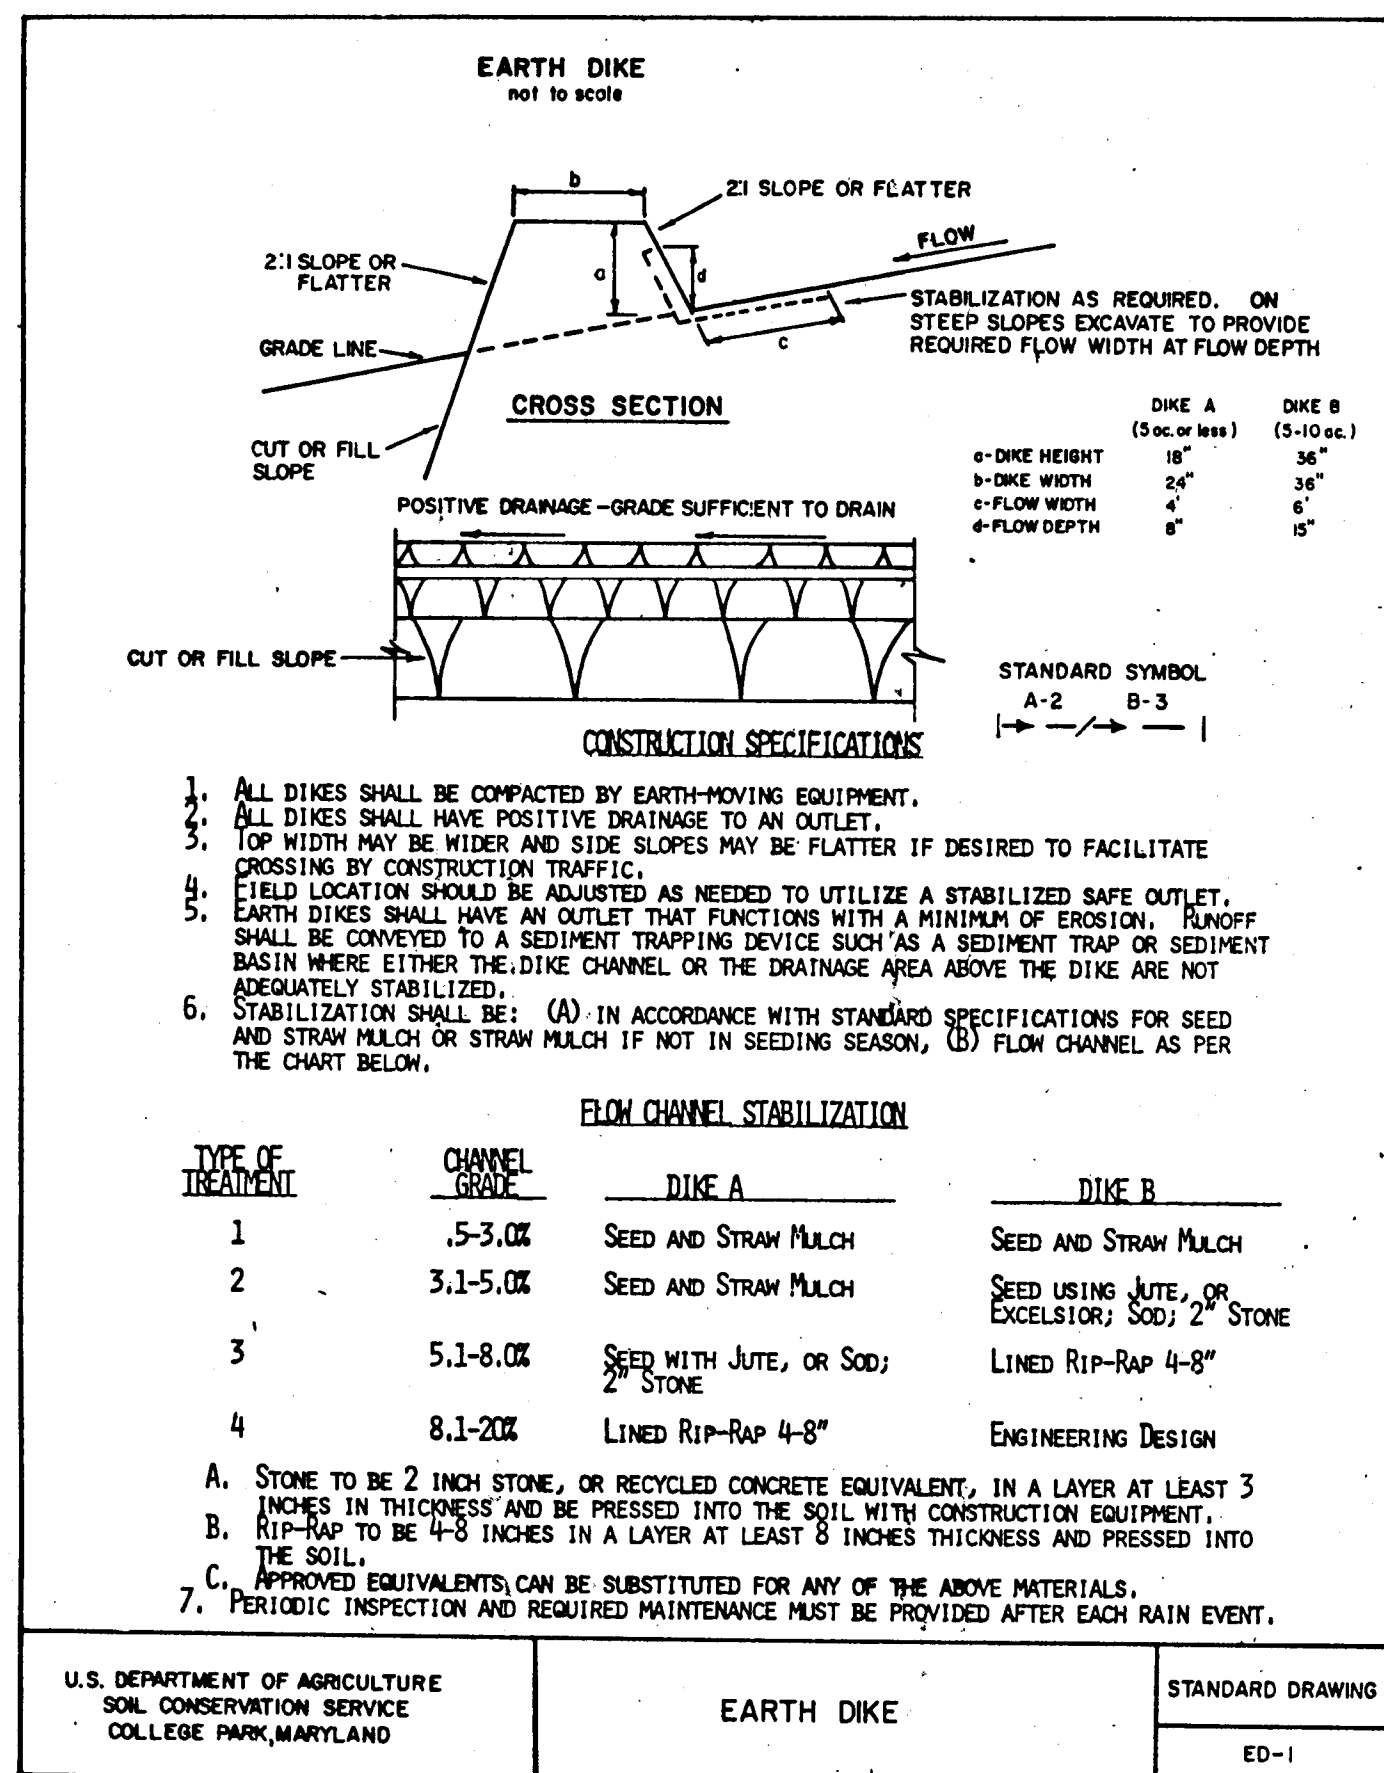 EARTH DIKE
not to scale
b
2:1 SLOPE OR FLATTER
FLOW
2:1 SLOPE OR
FLATTER
a
d
STABILIZATION AS REQUIRED. ON
STEEP SLOPES EXCAVATE TO PROVIDE
REQUIRED FLOW WIDTH AT FLOW DEPTH
GRADE LINE
c
CROSS SECTION
CUT OR FILL
SLOPE
DIKE A DIKE B
(5 ac. or less) (5-10 ac.)
a-DIKE HEIGHT 18" 36"
b-DIKE WIDTH 24" 36"
c-FLOW WIDTH 4' 6'
d-FLOW DEPTH 8" 15"
POSITIVE DRAINAGE-GRADE SUFFICIENT TO DRAIN
CUT OR FILL SLOPE
STANDARD SYMBOL
A-2 B-3
CONSTRUCTION SPECIFICATIONS
1. ALL DIKES SHALL BE COMPACTED BY EARTH-MOVING EQUIPMENT.
2. ALL DIKES SHALL HAVE POSITIVE DRAINAGE TO AN OUTLET.
3. TOP WIDTH MAY BE WIDER AND SIDE SLOPES MAY BE FLATTER IF DESIRED TO FACILITATE
CROSSING BY CONSTRUCTION TRAFFIC.
4. FIELD LOCATION SHOULD BE ADJUSTED AS NEEDED TO UTILIZE A STABILIZED SAFE OUTLET.
5. EARTH DIKES SHALL HAVE AN OUTLET THAT FUNCTIONS WITH A MINIMUM OF EROSION. RUNOFF
SHALL BE CONVEYED TO A SEDIMENT TRAPPING DEVICE SUCH AS A SEDIMENT TRAP OR SEDIMENT
BASIN WHERE EITHER THE DIKE CHANNEL OR THE DRAINAGE AREA ABOVE THE DIKE ARE NOT
ADEQUATELY STABILIZED.
6. STABILIZATION SHALL BE: (A) IN ACCORDANCE WITH STANDARD SPECIFICATIONS FOR SEED
AND STRAW MULCH OR STRAW MULCH IF NOT IN SEEDING SEASON, (B) FLOW CHANNEL AS PER
THE CHART BELOW.
FLOW CHANNEL STABILIZATION
TYPE OF TREATMENT CHANNEL GRADE DIKE A DIKE B
1 .5-3.0% SEED AND STRAW MULCH SEED AND STRAW MULCH
2 3.1-5.0% SEED AND STRAW MULCH SEED USING JUTE, OR
EXCELSIOR; SOD; 2" STONE
3 5.1-8.0% SEED WITH JUTE, OR SOD; LINED RIP-RAP 4-8"
2" STONE
4 8.1-20% LINED RIP-RAP 4-8" ENGINEERING DESIGN
A. STONE TO BE 2 INCH STONE, OR RECYCLED CONCRETE EQUIVALENT, IN A LAYER AT LEAST 3
INCHES IN THICKNESS AND BE PRESSED INTO THE SOIL WITH CONSTRUCTION EQUIPMENT.
B. RIP-RAP TO BE 4-8 INCHES IN A LAYER AT LEAST 8 INCHES THICKNESS AND PRESSED INTO
THE SOIL.
C. APPROVED EQUIVALENTS CAN BE SUBSTITUTED FOR ANY OF THE ABOVE MATERIALS.
7. PERIODIC INSPECTION AND REQUIRED MAINTENANCE MUST BE PROVIDED AFTER EACH RAIN EVENT.
U.S. DEPARTMENT OF AGRICULTURE
SOIL CONSERVATION SERVICE
COLLEGE PARK, MARYLAND
EARTH DIKE
STANDARD DRAWING
ED-1